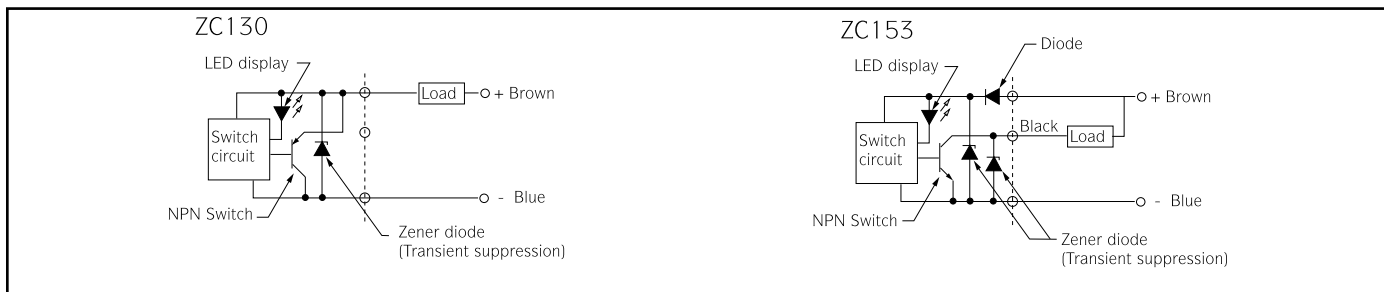 ZC130
LED display
Load
+ Brown
Switch
circuit
- Blue
NPN Switch
Zener diode
(Transient suppression)
ZC153
Diode
LED display
+ Brown
Black
Load
Switch
circuit
- Blue
NPN Switch
Zener diode
(Transient suppression)